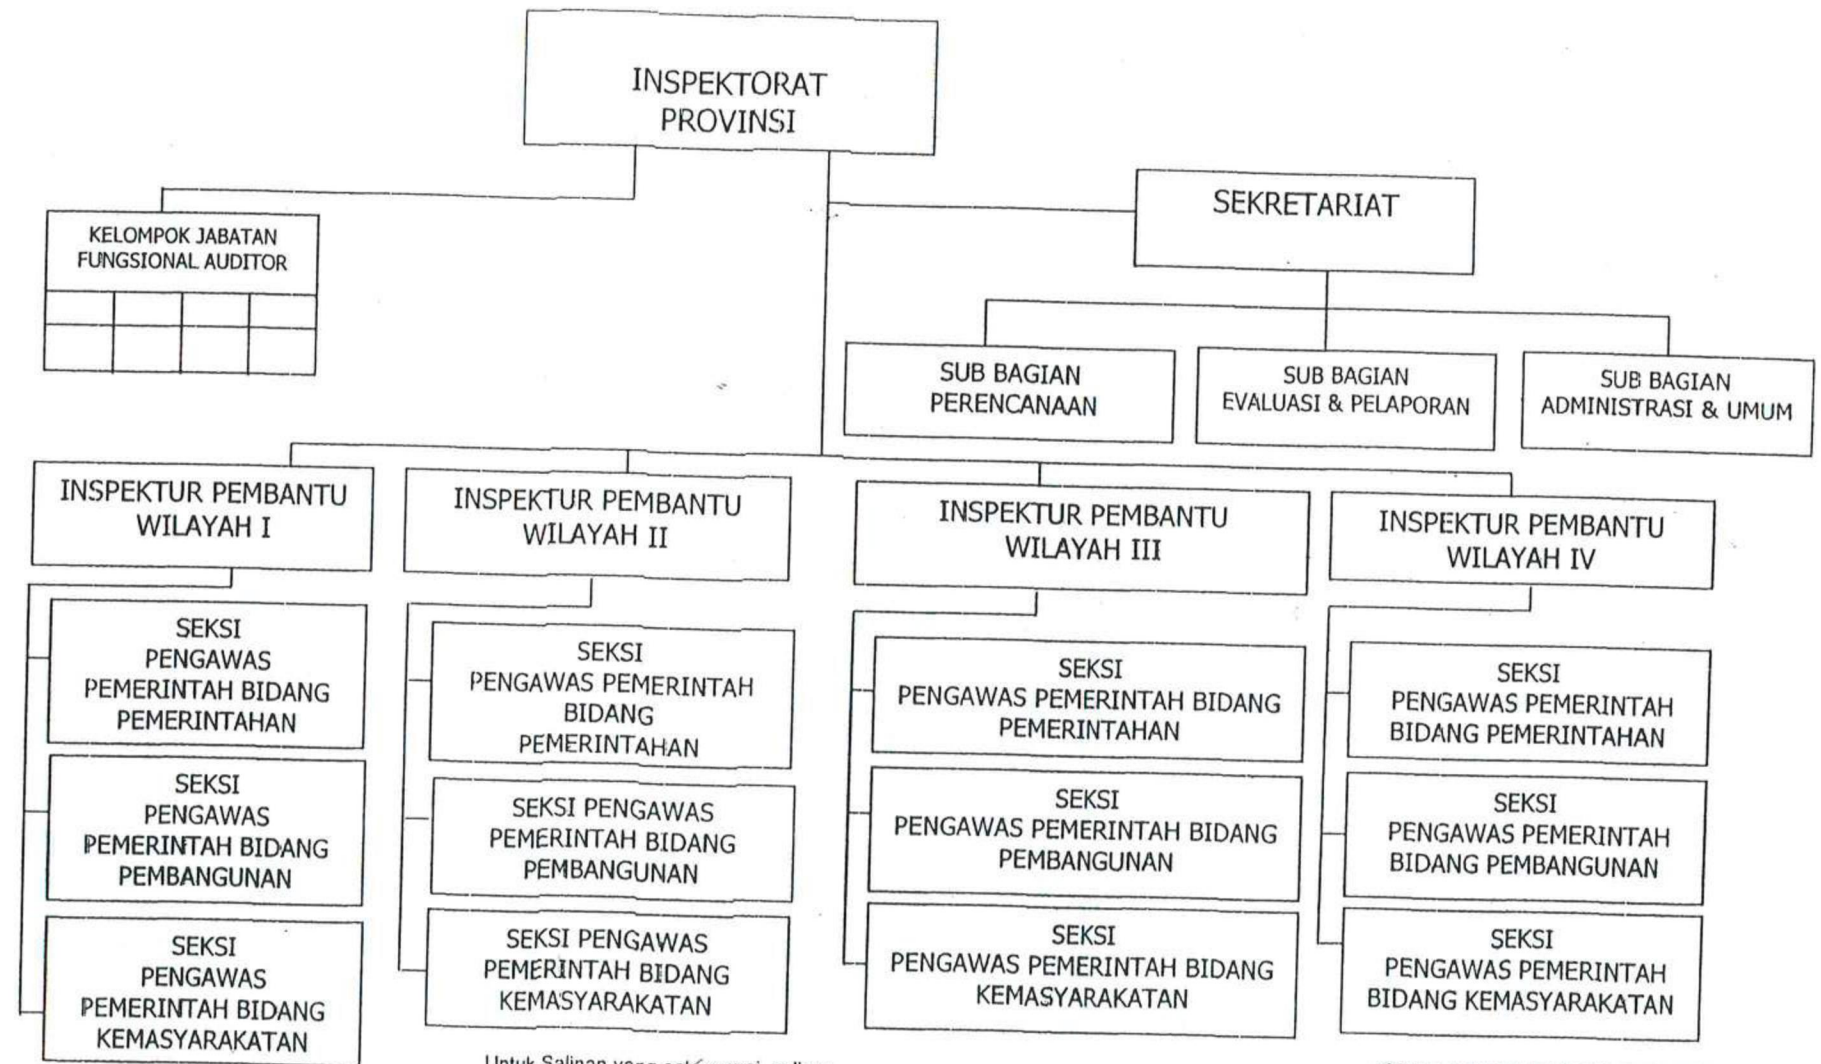 INSPEKTORAT
PROVINSI
SEKRETARIAT
KELOMPOK JABATAN
FUNGSIONAL AUDITOR
SUB BAGIAN
PERENCANAAN
SUB BAGIAN
EVALUASI & PELAPORAN
SUB BAGIAN
ADMINISTRASI & UMUM
INSPEKTUR PEMBANTU
WILAYAH I
INSPEKTUR PEMBANTU
WILAYAH II
INSPEKTUR PEMBANTU
WILAYAH III
INSPEKTUR PEMBANTU
WILAYAH IV
SEKSI
PENGAWAS
PEMERINTAH BIDANG
PEMERINTAHAN
SEKSI
PENGAWAS PEMERINTAH
BIDANG
PEMERINTAHAN
SEKSI
PENGAWAS PEMERINTAH BIDANG
PEMERINTAHAN
SEKSI
PENGAWAS PEMERINTAH
BIDANG PEMERINTAHAN
SEKSI
PENGAWAS
PEMERINTAH BIDANG
PEMBANGUNAN
SEKSI PENGAWAS
PEMERINTAH BIDANG
PEMBANGUNAN
SEKSI
PENGAWAS PEMERINTAH BIDANG
PEMBANGUNAN
SEKSI
PENGAWAS PEMERINTAH
BIDANG PEMBANGUNAN
SEKSI
PENGAWAS
PEMERINTAH BIDANG
KEMASYARAKATAN
SEKSI PENGAWAS
PEMERINTAH BIDANG
KEMASYARAKATAN
SEKSI
PENGAWAS PEMERINTAH BIDANG
KEMASYARAKATAN
SEKSI
PENGAWAS PEMERINTAH
BIDANG KEMASYARAKATAN
Untuk Salinan yang